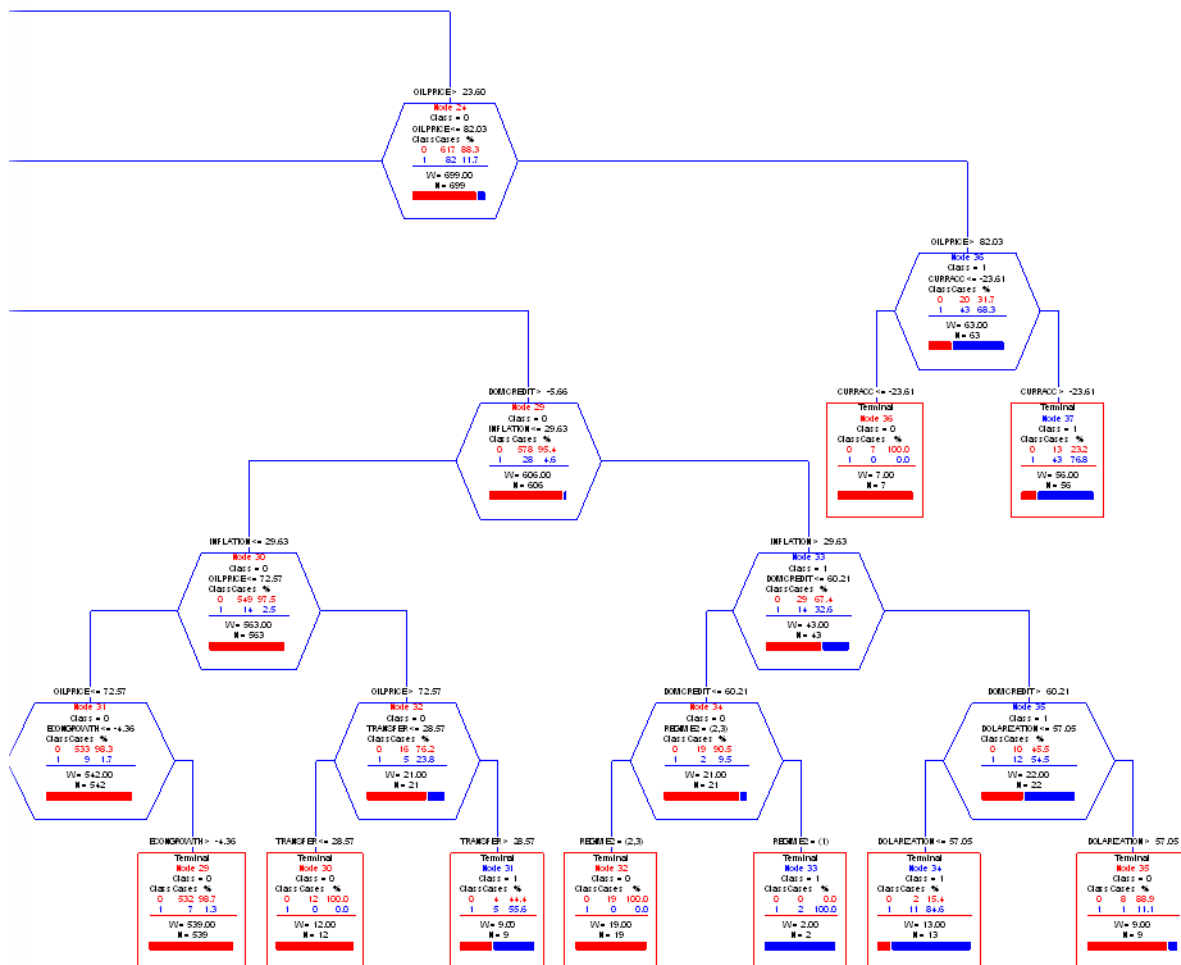 OILPRICE> 23.60
Node 24
Class = 0
OILPRICE<= 82.03
Class Cases %
0 617 88.3
1 82 11.7
W = 699.00
N = 699
OILPRICE> 82.03
Node 36
Class = 1
CURRACC <= -23.61
Class Cases %
0 20 31.7
1 43 68.3
W = 63.00
N = 63
DOMCREDIT> -5.66
Node 29
Class = 0
INFLATION<= 29.63
Class Cases %
0 578 95.4
1 28 4.6
W = 606.00
N = 606
CURRACC <= -23.61
Terminal
Node 36
Class = 0
Class Cases %
0 7 100.0
1 0 0.0
W = 7.00
N = 7
CURRACC> -23.61
Terminal
Node 37
Class = 1
Class Cases %
0 13 23.2
1 43 76.8
W = 56.00
N = 56
INFLATION<= 29.63
Node 30
Class = 0
OILPRICE<= 72.57
Class Cases %
0 549 97.5
1 14 2.5
W = 563.00
N = 563
INFLATION> 29.63
Node 33
Class = 1
DOMCREDIT<= 60.21
Class Cases %
0 29 67.4
1 14 32.6
W = 43.00
N = 43
OILPRICE<= 72.57
Node 31
Class = 0
ECONGROWTH<= -4.36
Class Cases %
0 533 98.3
1 9 1.7
W = 542.00
N = 542
OILPRICE> 72.57
Node 32
Class = 0
TRANSFER<= 28.57
Class Cases %
0 16 76.2
1 5 23.8
W = 21.00
N = 21
DOMCREDIT<= 60.21
Node 34
Class = 0
REGIME2= (2,3)
Class Cases %
0 19 90.5
1 2 9.5
W = 21.00
N = 21
DOMCREDIT> 60.21
Node 35
Class = 1
DOLARIZATION<= 57.05
Class Cases %
0 10 45.5
1 12 54.5
W = 22.00
N = 22
ECONGROWTH> -4.36
Terminal
Node 29
Class = 0
Class Cases %
0 532 98.7
1 7 1.3
W = 539.00
N = 539
TRANSFER<= 28.57
Terminal
Node 30
Class = 0
Class Cases %
0 12 100.0
1 0 0.0
W = 12.00
N = 12
TRANSFER> 28.57
Terminal
Node 31
Class = 1
Class Cases %
0 4 44.4
1 5 55.6
W = 9.00
N = 9
REGIME2= (2,3)
Terminal
Node 32
Class = 0
Class Cases %
0 19 100.0
1 0 0.0
W = 19.00
N = 19
REGIME2 = (1)
Terminal
Node 33
Class = 1
Class Cases %
0 0 0.0
1 2 100.0
W = 2.00
N = 2
DOLARIZATION <= 57.05
Terminal
Node 34
Class = 1
Class Cases %
0 2 15.4
1 11 84.6
W = 13.00
N = 13
DOLARIZATION> 57.05
Terminal
Node 35
Class = 0
Class Cases %
0 8 88.9
1 1 11.1
W = 9.00
N = 9